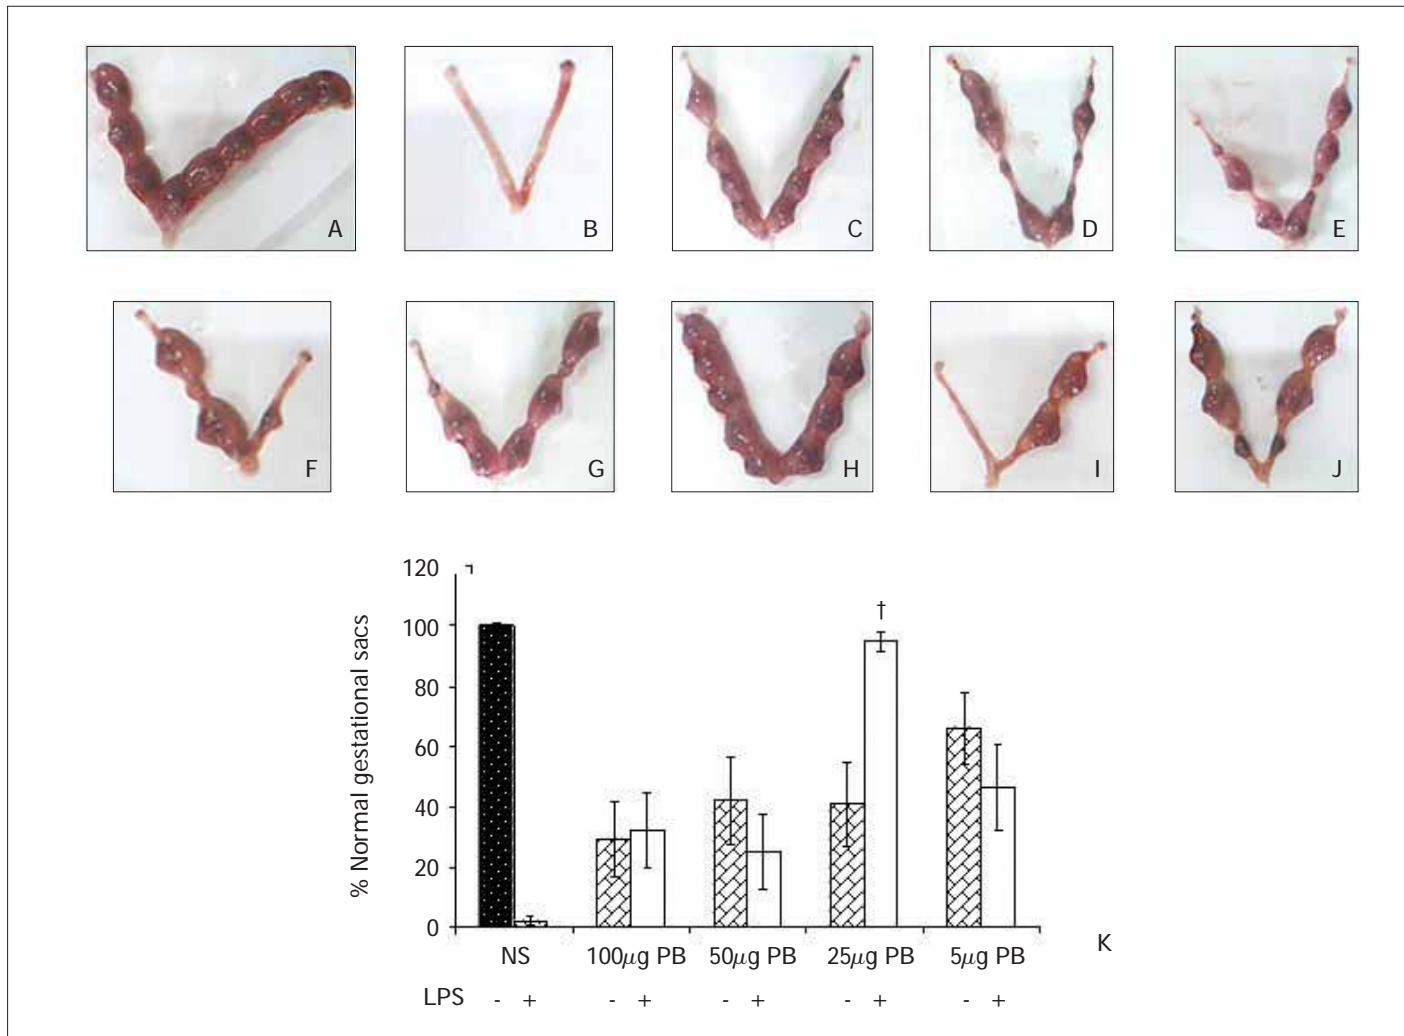 A
B
C
D
E
F
G
H
I
J
120
100
80
60
40
20
0
% Normal gestational sacs
†
NS 100μg PB 50μg PB 25μg PB 5μg PB
K
LPS - + - + - + - + - +